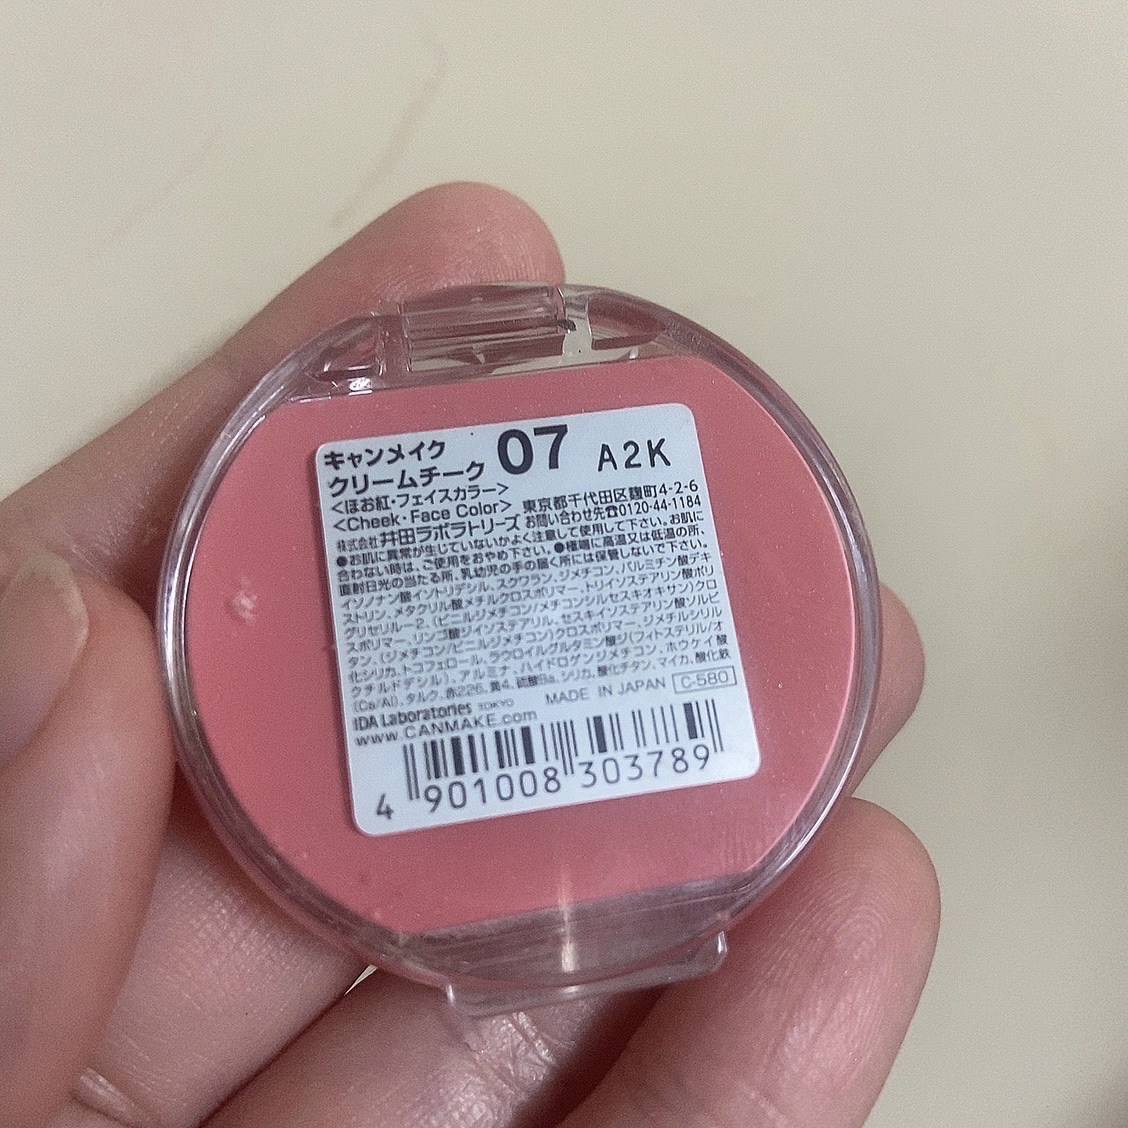 キャンメイク 07 A2K
クリームチーク
<ほお紅・フェイスカラー>
<Cheek・Face Color> 東京都千代田区麹町4-2-6
株式会社井田ラボラトリーズ お問い合わせ先☎0120-44-1184
●お肌に異常が生じていないかよく注意して使用して下さい。お肌に
合わない時は、ご使用をおやめ下さい。●極端に高温又は低温の所、
直射日光の当たる所、乳幼児の手の届く所には保管しないで下さい。
イソノナン酸イソトリデシル、スクワラン、ジメチコン、パルミチン酸デキ
ストリン、メタクリル酸メチルクロスポリマー、トリイソステアリン酸ポリ
グリセリル-2、(ビニルジメチコン/メチコンシルセスキオキサン)クロ
スポリマー、リンゴ酸ジイソステアリル、セスキイソステアリン酸ソルビ
タン、(ジメチコン/ビニルジメチコン)クロスポリマー、ジメチルシリル
化シリカ、トコフェロール、ラウロイルグルタミン酸ジ(フィトステリル/オ
クチルドデシル)、アルミナ、ハイドロゲンジメチコン、ホウケイ酸
(Ca/Al)、タルク、赤226、黄4、硫酸Ba、シリカ、酸化チタン、マイカ、酸化鉄
IDA Laboratories TOKYO MADE IN JAPAN C-580
www.CANMAKE.com
4 901008 303789